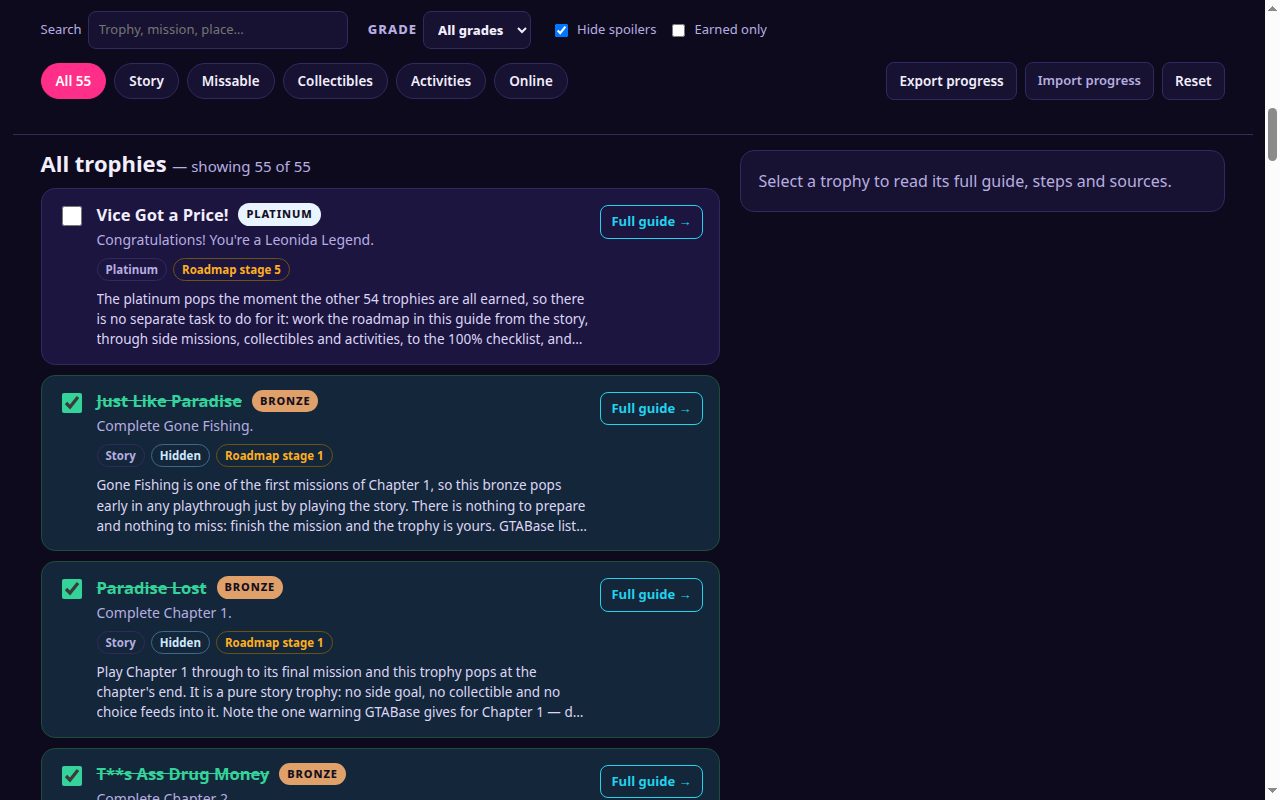 Search Trophy, mission, place... GRADE All grades Hide spoilers Earned only
All 55 Story Missable Collectibles Activities Online Export progress Import progress Reset
All trophies — showing 55 of 55
Select a trophy to read its full guide, steps and sources.
Vice Got a Price! PLATINUM Full guide →
Congratulations! You're a Leonida Legend.
Platinum Roadmap stage 5
The platinum pops the moment the other 54 trophies are all earned, so there
is no separate task to do for it: work the roadmap in this guide from the story,
through side missions, collectibles and activities, to the 100% checklist, and...
Just Like Paradise BRONZE Full guide →
Complete Gone Fishing.
Story Hidden Roadmap stage 1
Gone Fishing is one of the first missions of Chapter 1, so this bronze pops
early in any playthrough just by playing the story. There is nothing to prepare
and nothing to miss: finish the mission and the trophy is yours. GTABase list...
Paradise Lost BRONZE Full guide →
Complete Chapter 1.
Story Hidden Roadmap stage 1
Play Chapter 1 through to its final mission and this trophy pops at the
chapter's end. It is a pure story trophy: no side goal, no collectible and no
choice feeds into it. Note the one warning GTABase gives for Chapter 1 — d...
T**s Ass Drug Money BRONZE Full guide →
Complete Chapter 2.